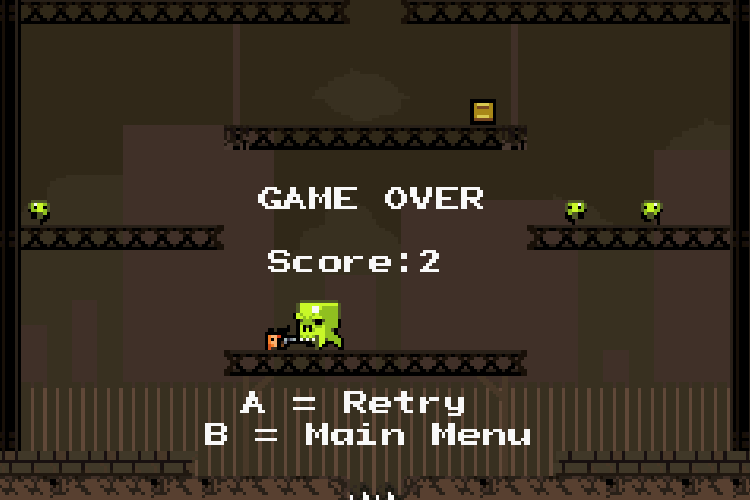 GAME OVER
Score:2
A = Retry
B = Main Menu